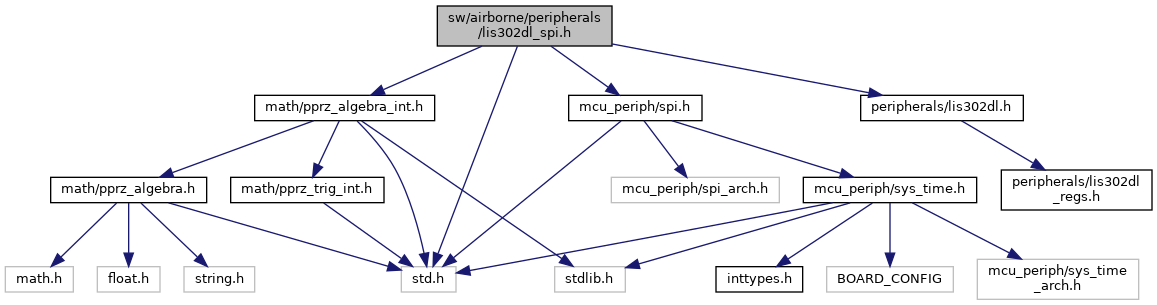 sw/airborne/peripherals
/lis302dl_spi.h
math/pprz_algebra_int.h
mcu_periph/spi.h
peripherals/lis302dl.h
math/pprz_algebra.h
math/pprz_trig_int.h
mcu_periph/spi_arch.h
mcu_periph/sys_time.h
peripherals/lis302dl
_regs.h
math.h
float.h
string.h
std.h
stdlib.h
inttypes.h
BOARD_CONFIG
mcu_periph/sys_time
_arch.h